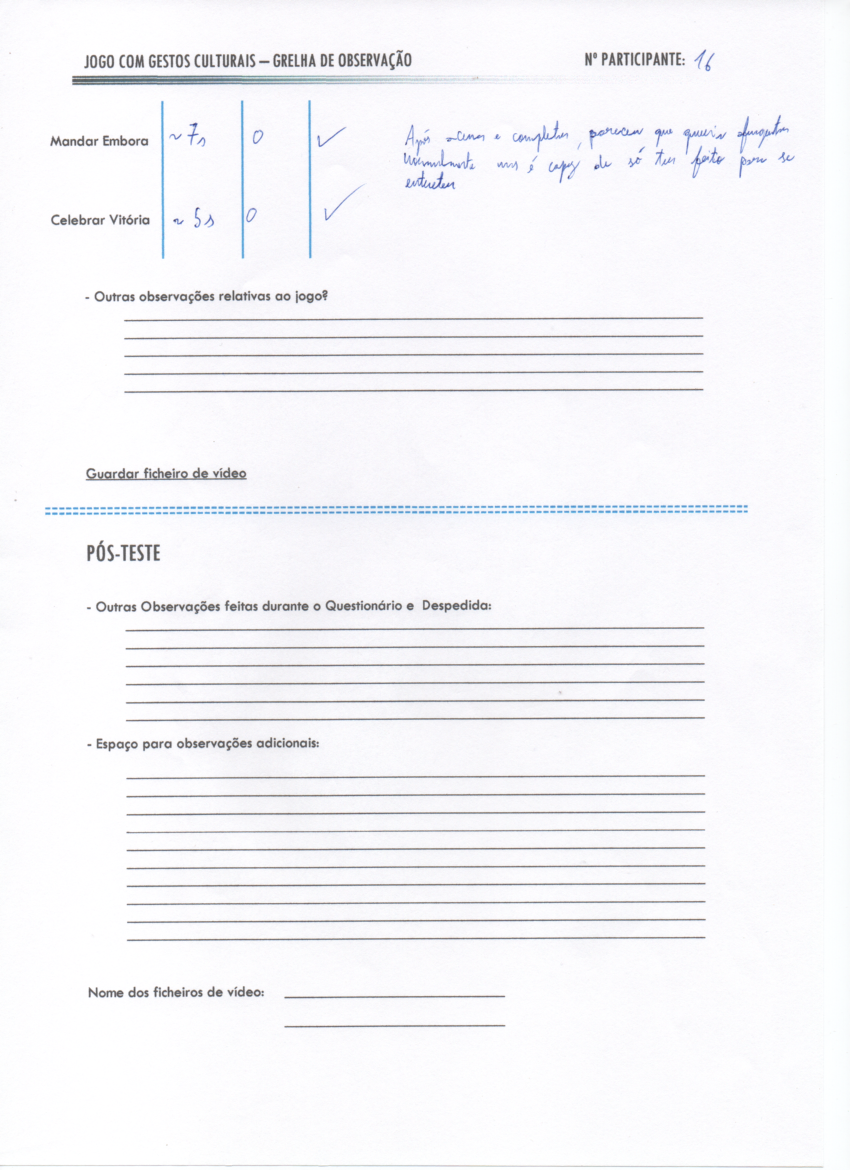 JOGO COM GESTOS CULTURAIS – GRELHA DE OBSERVAÇÃO
Nº PARTICIPANTE: 16
Mandar Embora ~ 7s 0 ✓
Após acenar e completar, pareceu que queria
normalmente mas é capaz de só ter feito para se
entreter
Celebrar Vitória ~ 5s 0 ✓
- Outras observações relativas ao jogo?
Guardar ficheiro de vídeo
PÓS-TESTE
- Outras Observações feitas durante o Questionário e Despedida:
- Espaço para observações adicionais:
Nome dos ficheiros de vídeo: